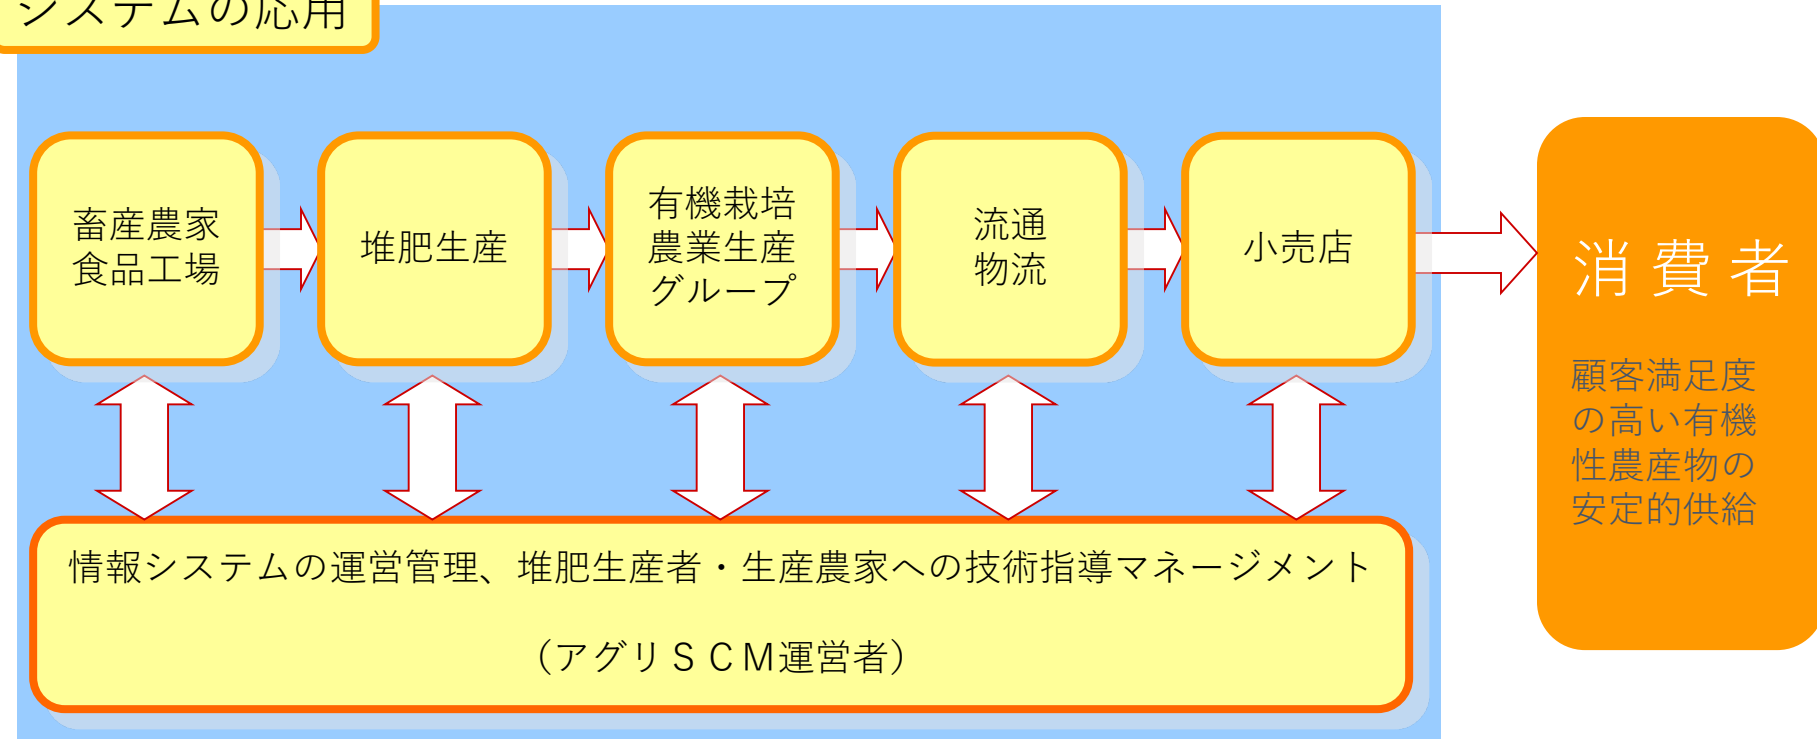 システムの応用
畜産農家
食品工場
堆肥生産
有機栽培
農業生産
グループ
流通
物流
小売店
消費者
顧客満足度
の高い有機
性農産物の
安定的供給
情報システムの運営管理、堆肥生産者・生産農家への技術指導マネージメント
（アグリＳＣＭ運営者）